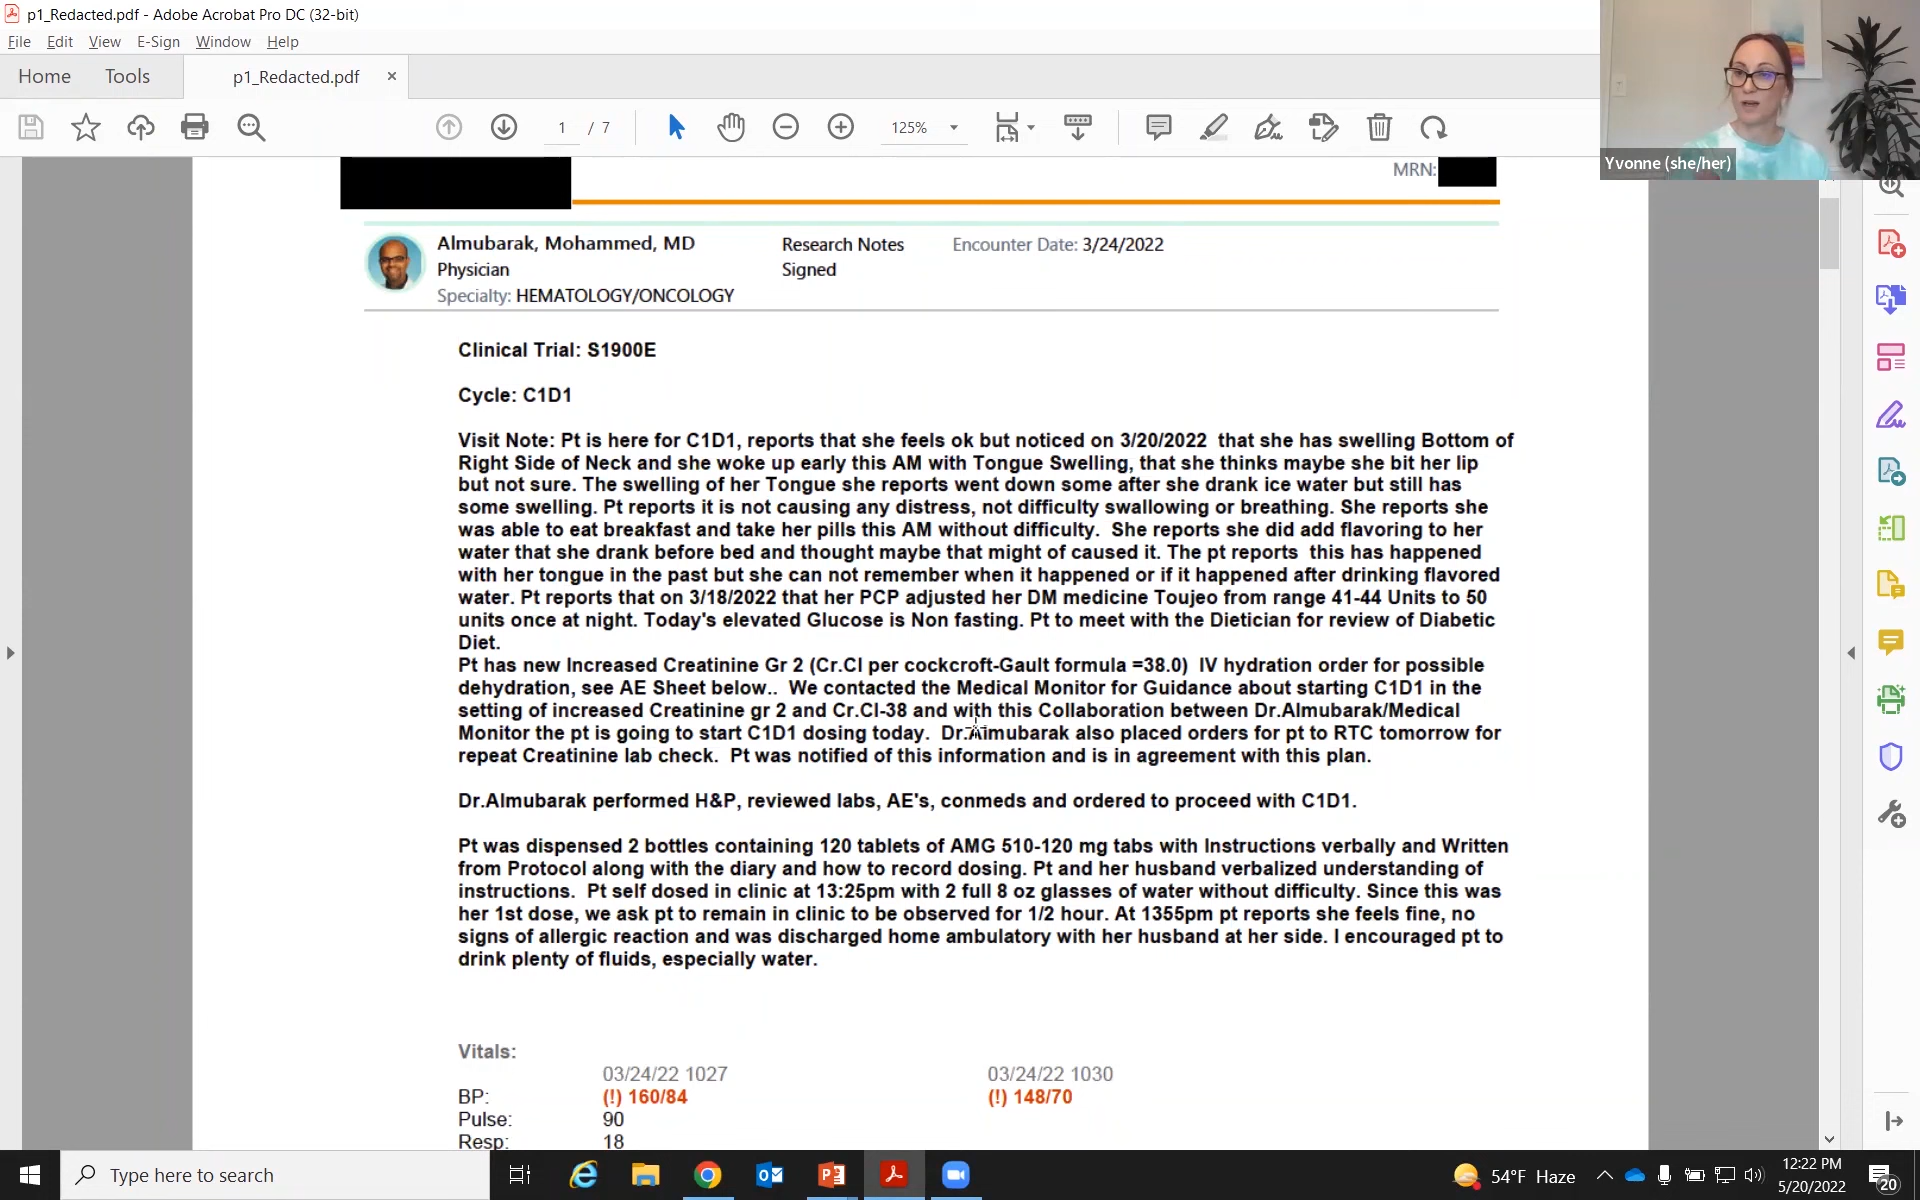 p1_Redacted.pdf - Adobe Acrobat Pro DC (32-bit)
File Edit View E-Sign Window Help
Home Tools p1_Redacted.pdf ×
1 / 7 125%
Yvonne (she/her)
MRN:
Almubarak, Mohammed, MD Research Notes Encounter Date: 3/24/2022
Physician Signed
Specialty: HEMATOLOGY/ONCOLOGY
Clinical Trial: S1900E
Cycle: C1D1
Visit Note: Pt is here for C1D1, reports that she feels ok but noticed on 3/20/2022 that she has swelling Bottom of
Right Side of Neck and she woke up early this AM with Tongue Swelling, that she thinks maybe she bit her lip
but not sure. The swelling of her Tongue she reports went down some after she drank ice water but still has
some swelling. Pt reports it is not causing any distress, not difficulty swallowing or breathing. She reports she
was able to eat breakfast and take her pills this AM without difficulty. She reports she did add flavoring to her
water that she drank before bed and thought maybe that might of caused it. The pt reports this has happened
with her tongue in the past but she can not remember when it happened or if it happened after drinking flavored
water. Pt reports that on 3/18/2022 that her PCP adjusted her DM medicine Toujeo from range 41-44 Units to 50
units once at night. Today's elevated Glucose is Non fasting. Pt to meet with the Dietician for review of Diabetic
Diet.
Pt has new Increased Creatinine Gr 2 (Cr.Cl per cockcroft-Gault formula =38.0) IV hydration order for possible
dehydration, see AE Sheet below.. We contacted the Medical Monitor for Guidance about starting C1D1 in the
setting of increased Creatinine gr 2 and Cr.Cl-38 and with this Collaboration between Dr.Almubarak/Medical
Monitor the pt is going to start C1D1 dosing today. Dr.Almubarak also placed orders for pt to RTC tomorrow for
repeat Creatinine lab check. Pt was notified of this information and is in agreement with this plan.
Dr.Almubarak performed H&P, reviewed labs, AE's, conmeds and ordered to proceed with C1D1.
Pt was dispensed 2 bottles containing 120 tablets of AMG 510-120 mg tabs with Instructions verbally and Written
from Protocol along with the diary and how to record dosing. Pt and her husband verbalized understanding of
instructions. Pt self dosed in clinic at 13:25pm with 2 full 8 oz glasses of water without difficulty. Since this was
her 1st dose, we ask pt to remain in clinic to be observed for 1/2 hour. At 1355pm pt reports she feels fine, no
signs of allergic reaction and was discharged home ambulatory with her husband at her side. I encouraged pt to
drink plenty of fluids, especially water.
Vitals:
03/24/22 1027 03/24/22 1030
BP: (!) 160/84 (!) 148/70
Pulse: 90
Resp: 18
Type here to search
54°F Haze
12:22 PM
5/20/2022
20